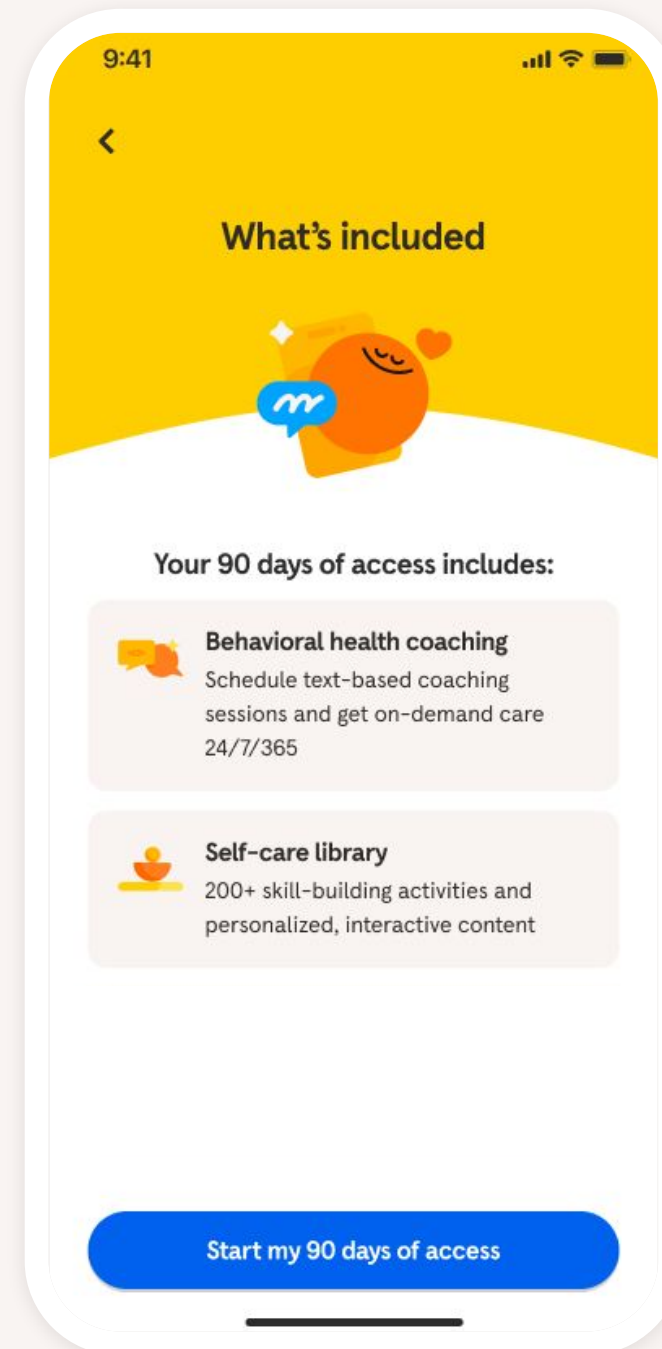 9:41
What's included
Your 90 days of access includes:
Behavioral health coaching
Schedule text-based coaching
sessions and get on-demand care
24/7/365
Self-care library
200+ skill-building activities and
personalized, interactive content
Start my 90 days of access